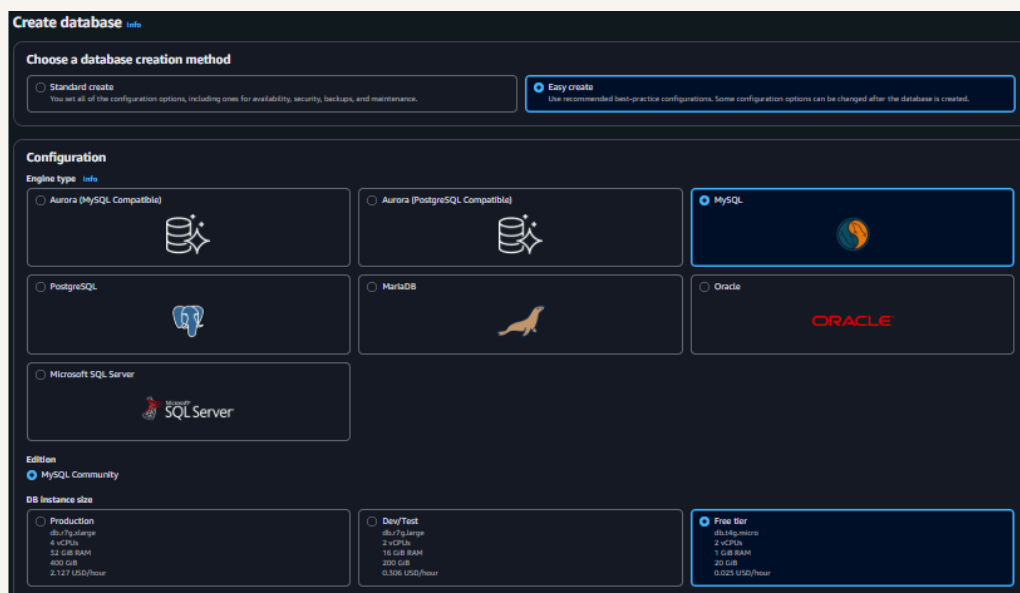 Create database Info
Choose a database creation method
Standard create
You set all of the configuration options, including ones for availability, security, backups, and maintenance.
Easy create
Use recommended best-practice configurations. Some configuration options can be changed after the database is created.
Configuration
Engine type Info
Aurora (MySQL Compatible)
Aurora (PostgreSQL Compatible)
MySQL
PostgreSQL
MariaDB
Oracle
ORACLE
Microsoft SQL Server
Microsoft
SQL Server
Edition
MySQL Community
DB instance size
Production
db.r7g.xlarge
4 vCPUs
32 GiB RAM
400 GiB
2.127 USD/hour
Dev/Test
db.r7g.large
2 vCPUs
16 GiB RAM
200 GiB
0.306 USD/hour
Free tier
db.t4g.micro
2 vCPUs
1 GiB RAM
20 GiB
0.025 USD/hour